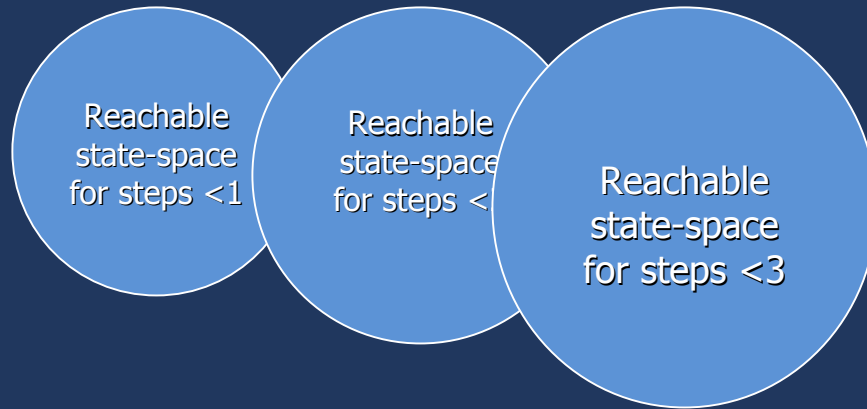 Reachable
state-space
for steps <1
Reachable
state-space
for steps <
Reachable
state-space
for steps <3